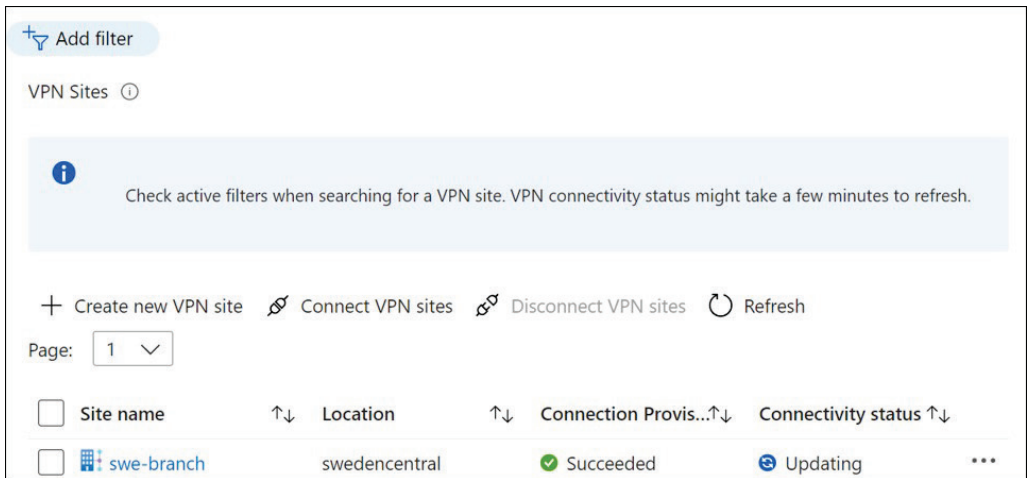 Add filter
VPN Sites
Check active filters when searching for a VPN site. VPN connectivity status might take a few minutes to refresh.
Create new VPN site Connect VPN sites Disconnect VPN sites Refresh
Page: 1
Site name Location Connection Provis... Connectivity status
swe-branch swedencentral Succeeded Updating